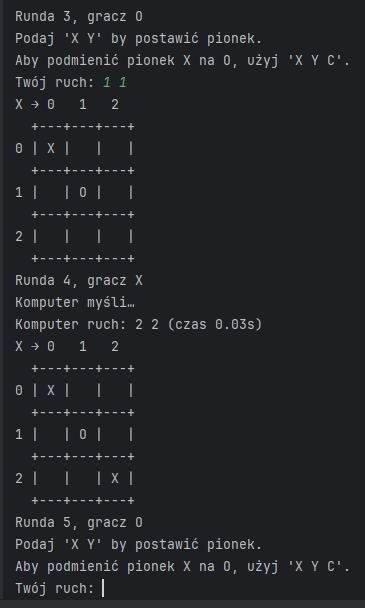 Runda 3, gracz O
Podaj 'X Y' by postawić pionek.
Aby podmienić pionek X na O, użyj 'X Y C'.
Twój ruch: 1 1
X → 0   1   2
  +---+---+---+
0 | X |   |   |
  +---+---+---+
1 |   | O |   |
  +---+---+---+
2 |   |   |   |
  +---+---+---+
Runda 4, gracz X
Komputer myśli…
Komputer ruch: 2 2 (czas 0.03s)
X → 0   1   2
  +---+---+---+
0 | X |   |   |
  +---+---+---+
1 |   | O |   |
  +---+---+---+
2 |   |   | X |
  +---+---+---+
Runda 5, gracz O
Podaj 'X Y' by postawić pionek.
Aby podmienić pionek X na O, użyj 'X Y C'.
Twój ruch: